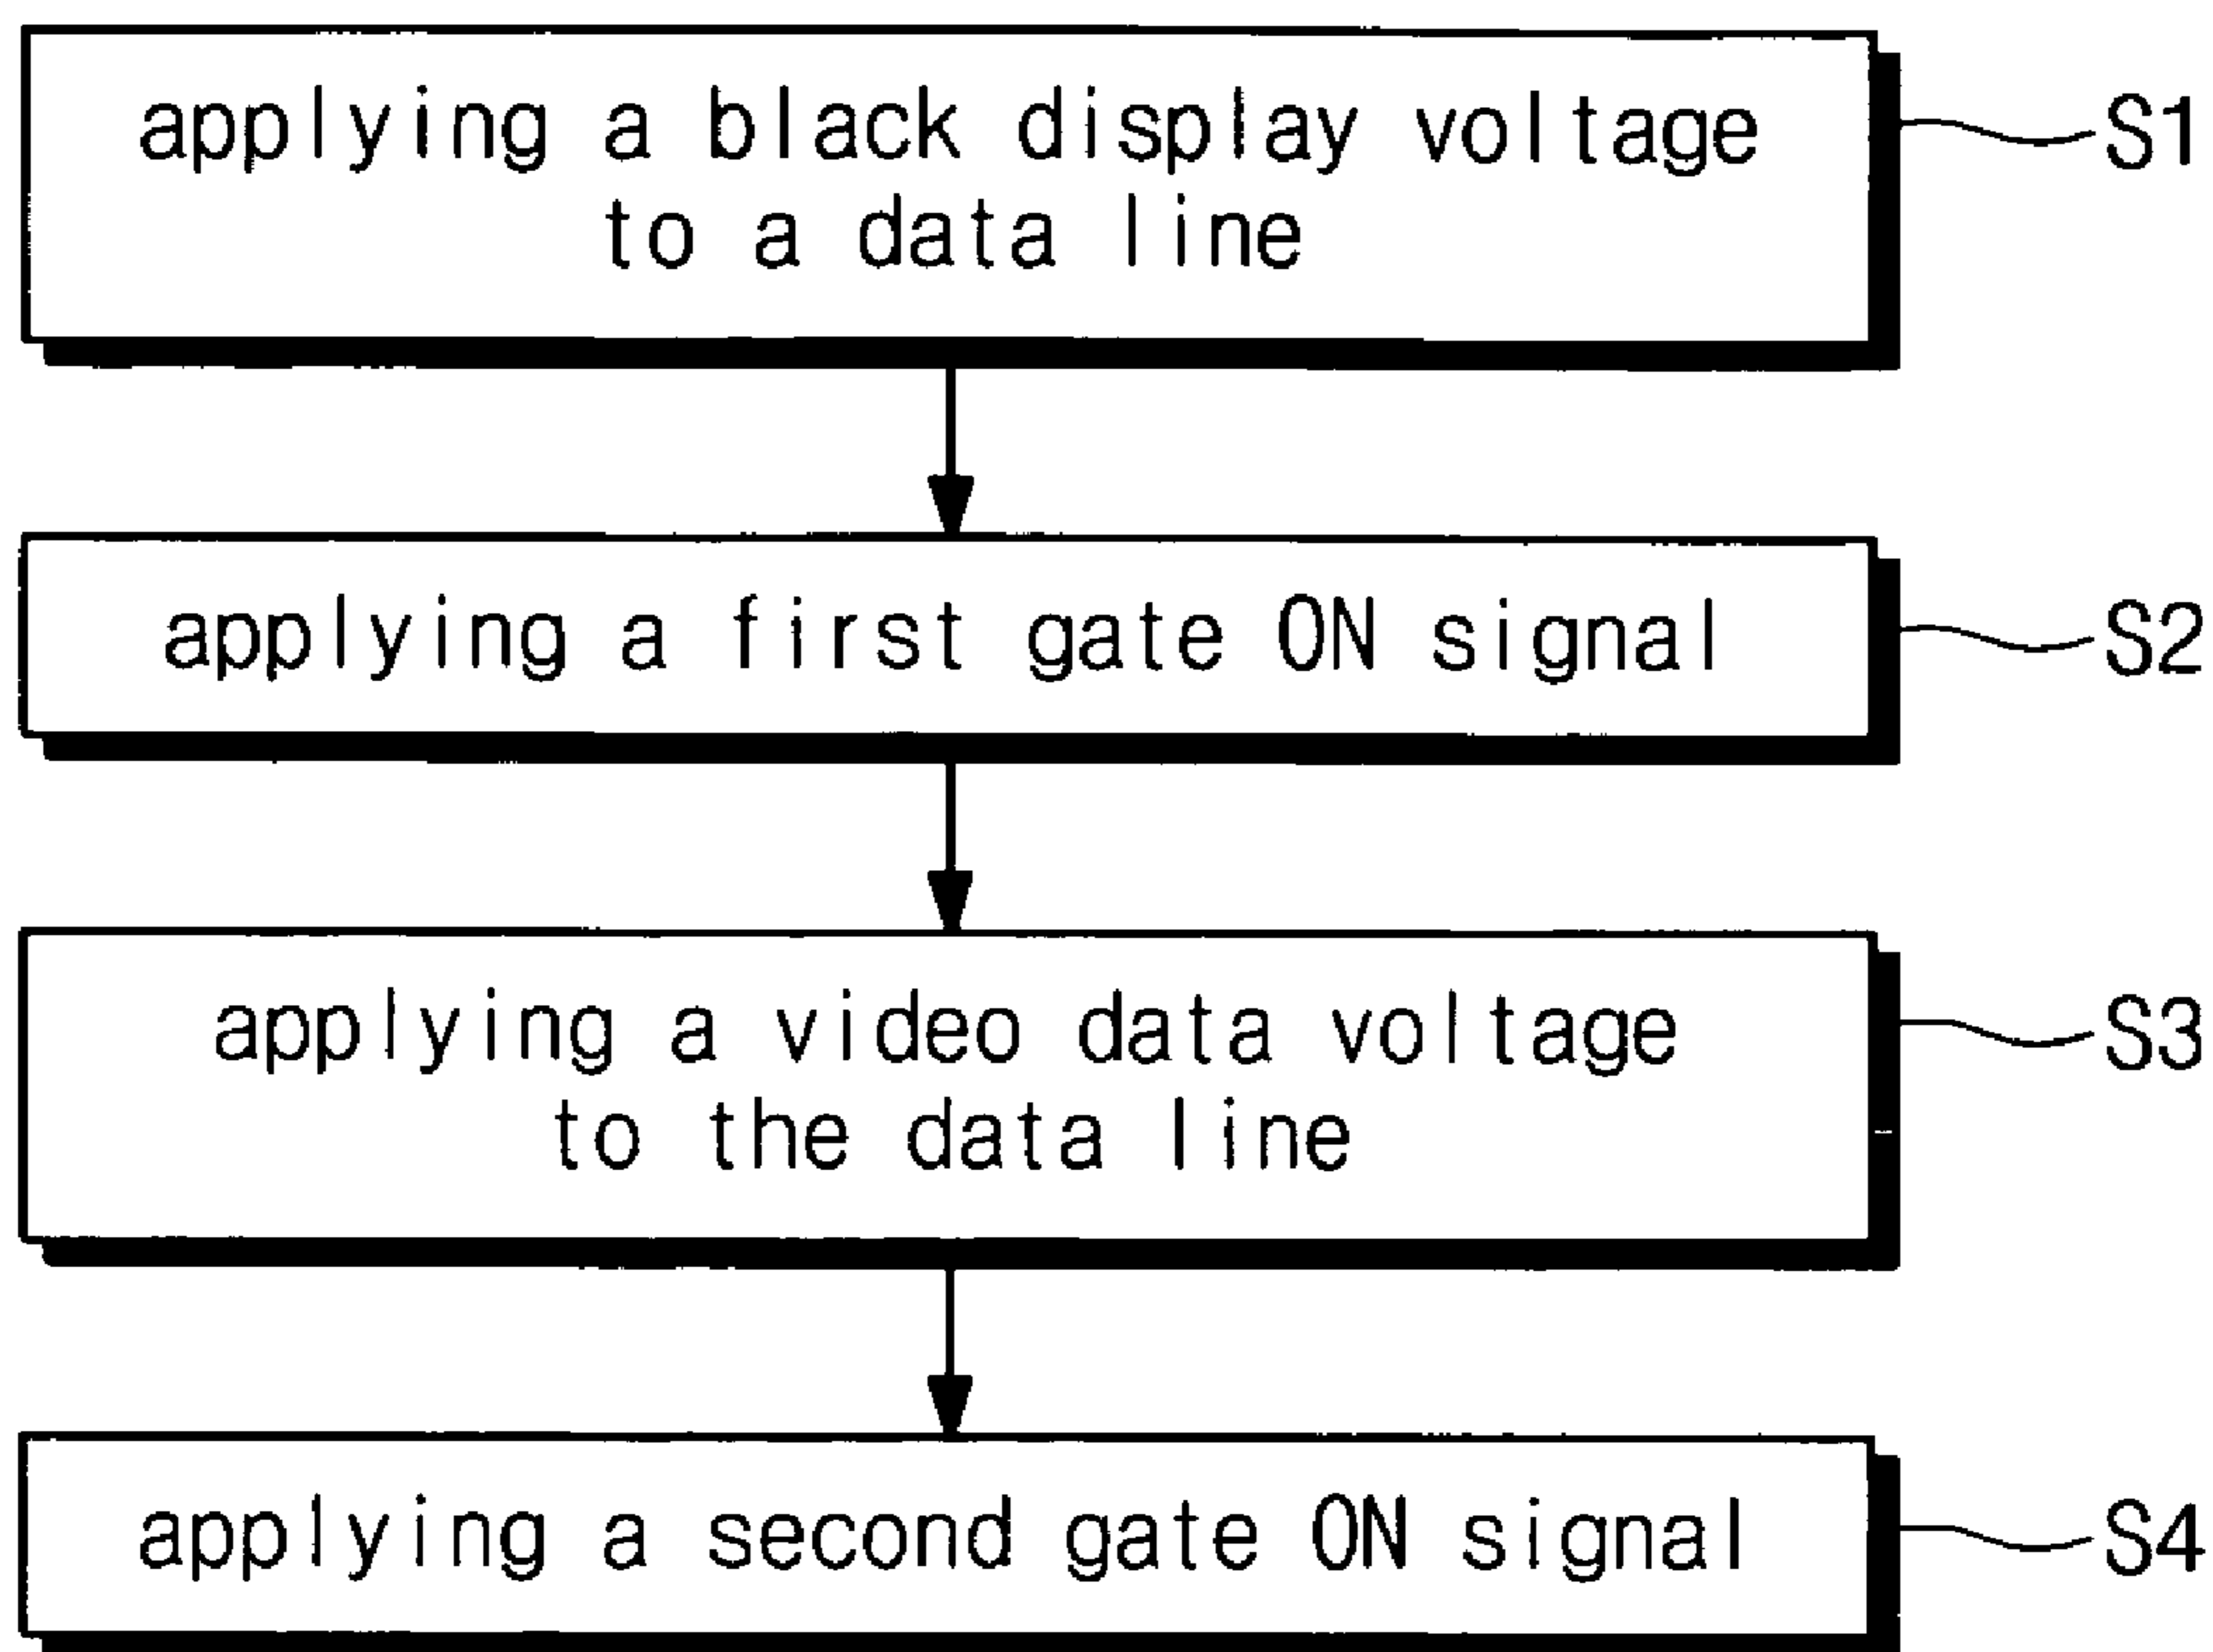 applying a black display voltage
to a data line
S1
applying a first gate ON signal
S2
applying a video data voltage
to the data line
S3
applying a second gate ON signal
S4